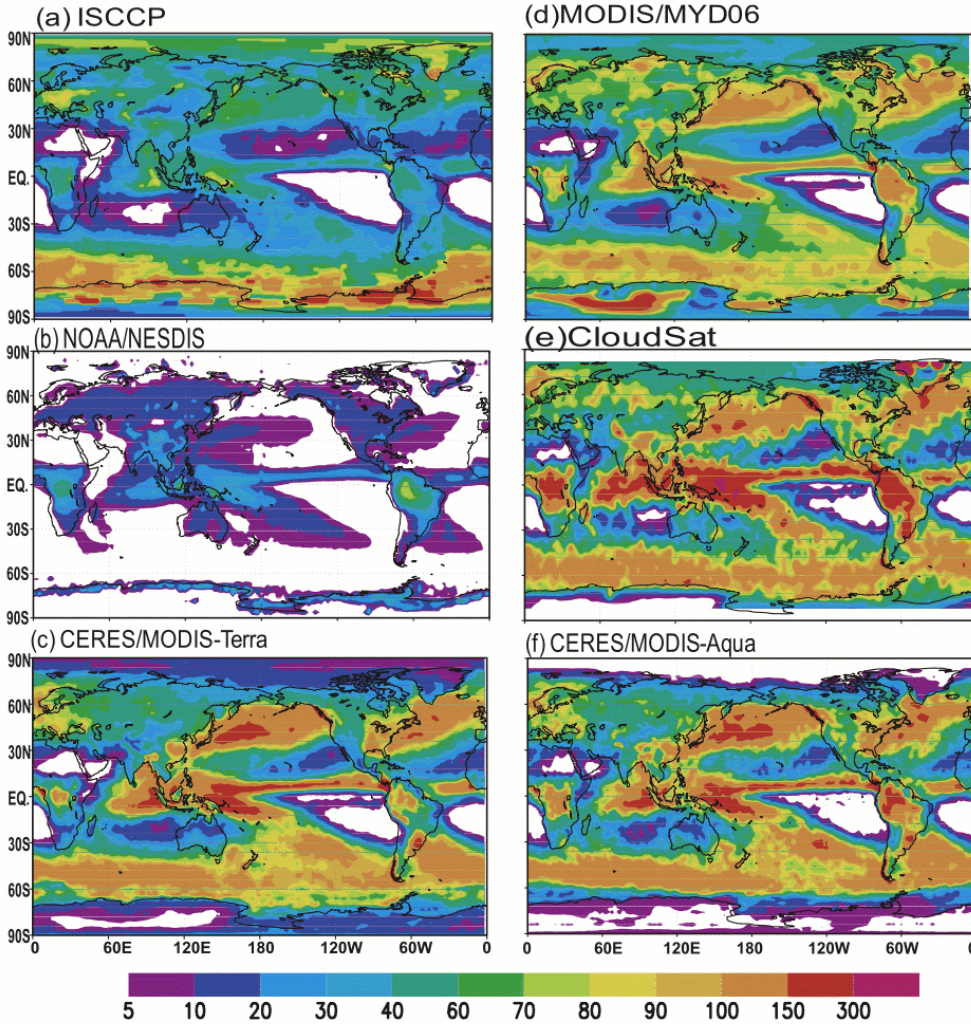 (a) ISCCP
(d)MODIS/MYD06
90N
60N
30N
EQ.
30S
60S
90S
(b) NOAA/NESDIS
(e)CloudSat
90N
60N
30N
EQ.
30S
60S
90S
(c) CERES/MODIS-Terra
(f) CERES/MODIS-Aqua
90N
60N
30N
EQ.
30S
60S
90S
0 60E 120E 180 120W 60W 0
0 60E 120E 180 120W 60W 0
5 10 20 30 40 60 70 80 90 100 150 300